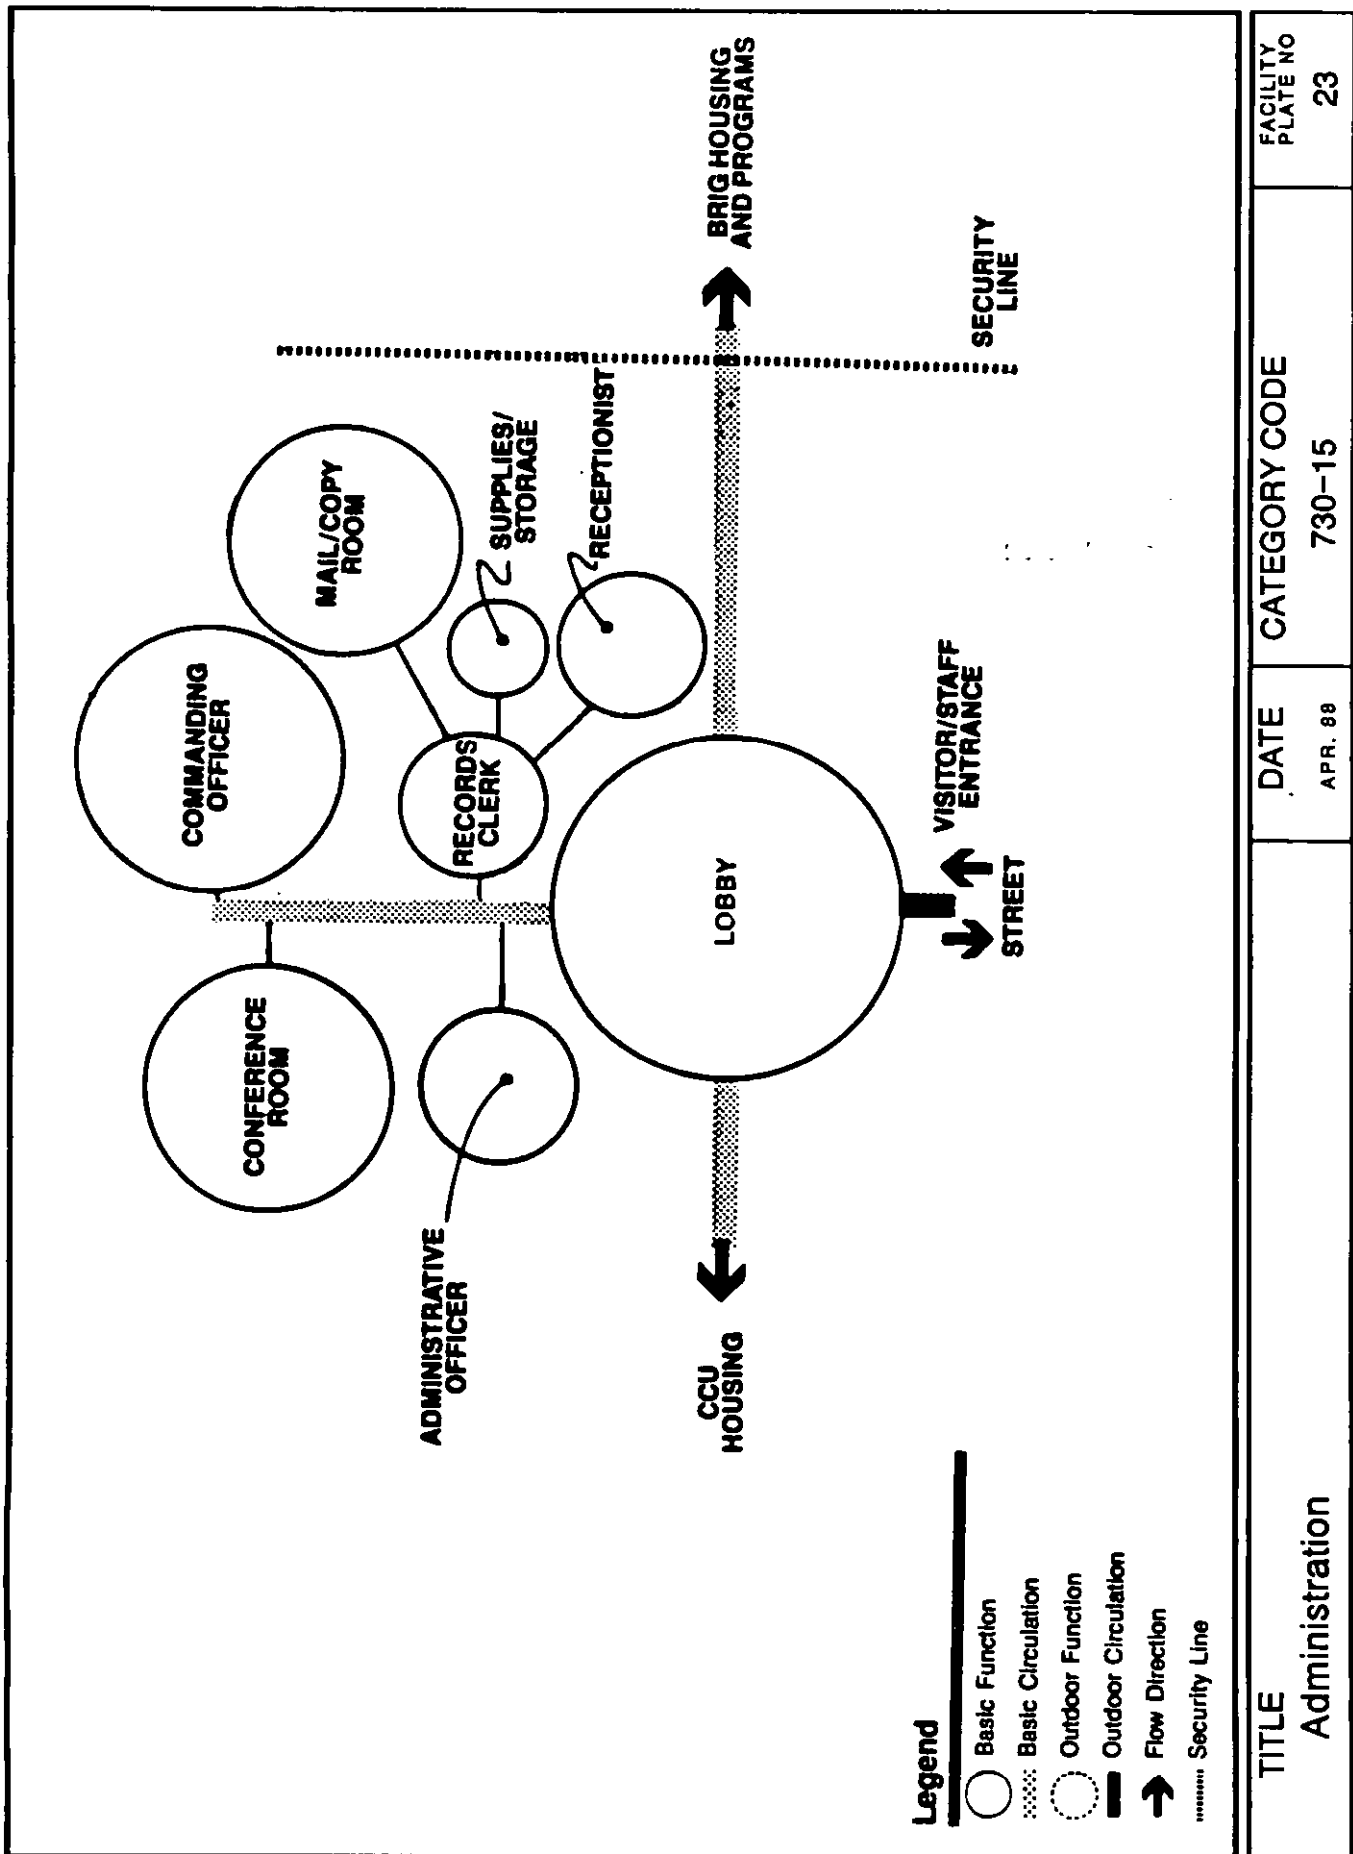 COMMANDING
OFFICER
CONFERENCE
ROOM
MAIL/COPY
ROOM
RECORDS
CLERK
SUPPLIES/
STORAGE
RECEPTIONIST
ADMINISTRATIVE
OFFICER
LOBBY
CCU
HOUSING
BRIG HOUSING
AND PROGRAMS
VISITOR/STAFF
ENTRANCE
STREET
SECURITY
LINE
Legend
Basic Function
Basic Circulation
Outdoor Function
Outdoor Circulation
Flow Direction
Security Line
TITLE
Administration
DATE
APR. 88
CATEGORY CODE
730-15
FACILITY
PLATE NO
23